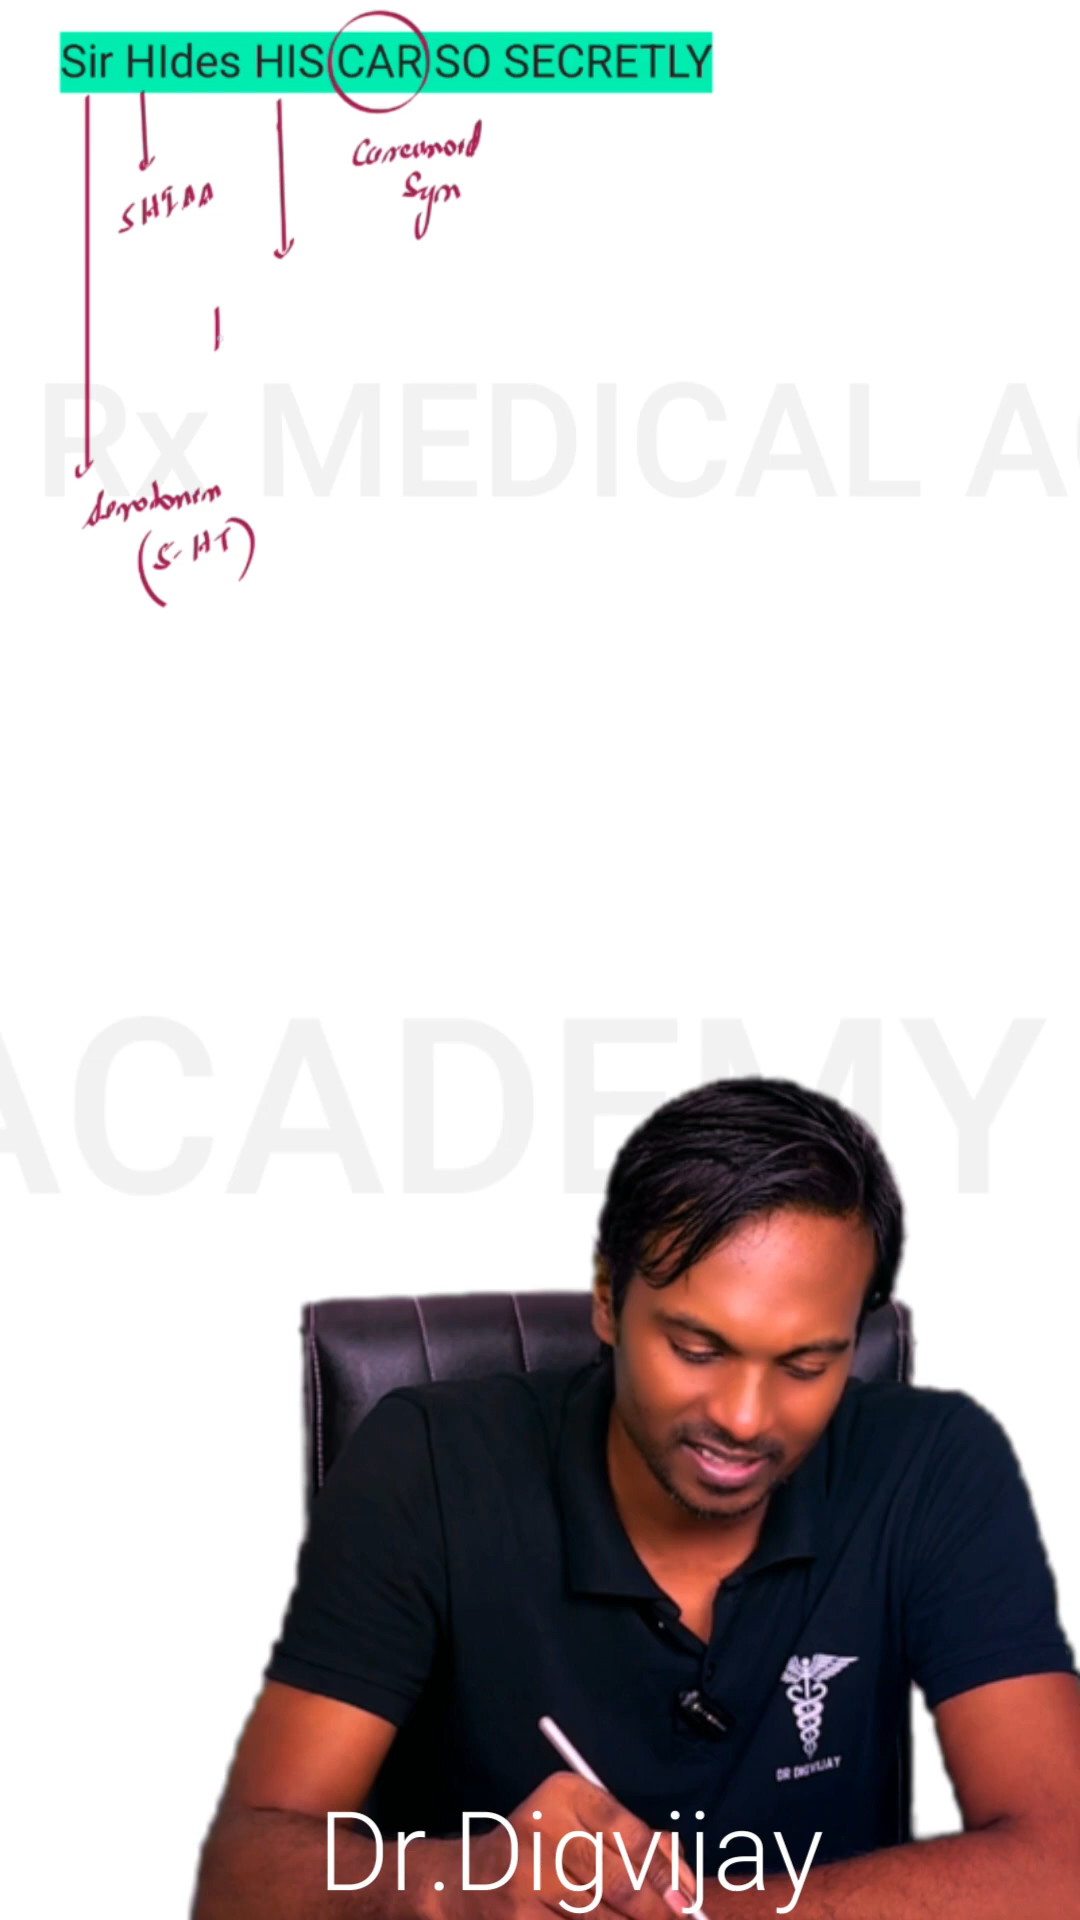 Sir HIdes HIS CAR SO SECRETLY
Carcinoid
Syn
5HIAA
Rx MEDICAL AC
Serotonin
(5-HT)
ACADEMY
DR DIGVIJAY
Dr.Digvijay